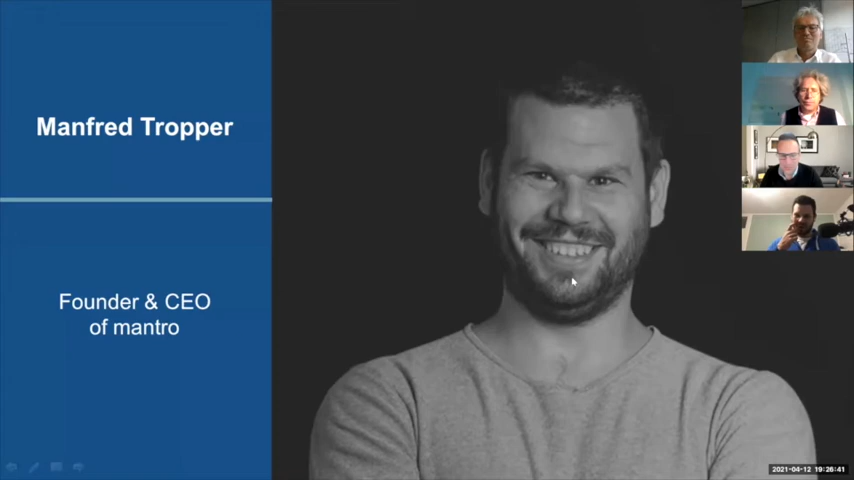 Manfred Tropper
Founder & CEO
of mantro
2021-04-12 19:26:41